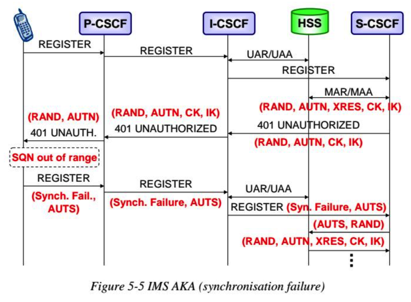 P-CSCF I-CSCF HSS S-CSCF
REGISTER
REGISTER
UAR/UAA
REGISTER
MAR/MAA
(RAND, AUTN, XRES, CK, IK)
(RAND, AUTN, CK, IK)
(RAND, AUTN)
401 UNAUTH.
401 UNAUTHORIZED
401 UNAUTHORIZED
(RAND, AUTN, CK, IK)
SQN out of range
REGISTER
(Synch. Fail., AUTS)
REGISTER
(Synch. Failure, AUTS)
UAR/UAA
REGISTER (Syn. Failure, AUTS)
(AUTS, RAND)
(RAND, AUTN, XRES, CK, IK)
Figure 5-5 IMS AKA (synchronisation failure)